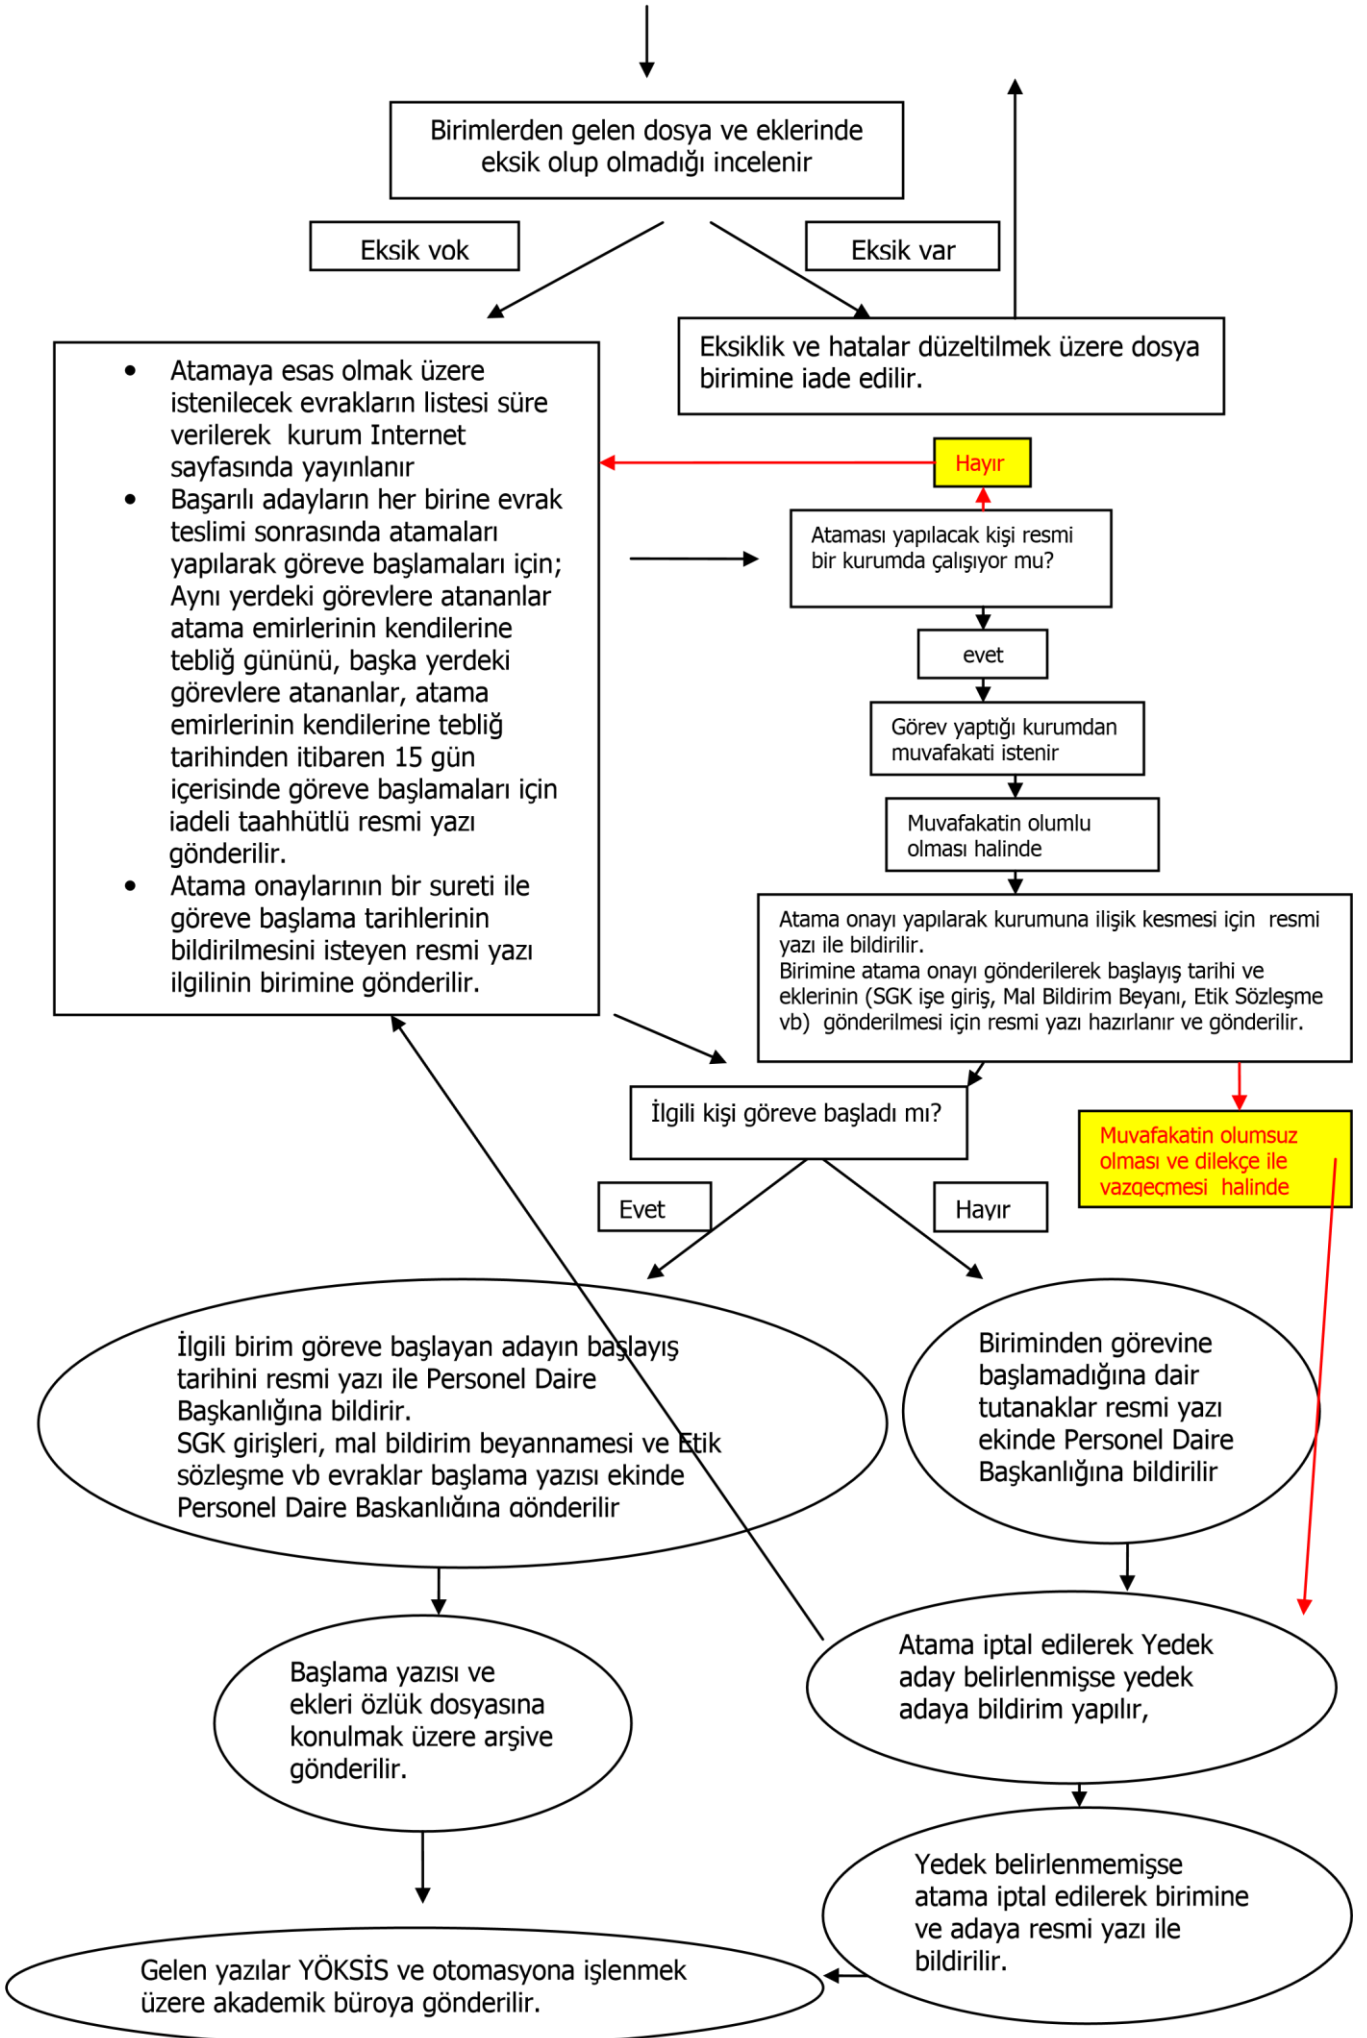 Birimlerden gelen dosya ve eklerinde
eksik olup olmadığı incelenir
Eksik yok
Eksik var
Eksiklik ve hatalar düzeltilmek üzere dosya
birimine iade edilir.
• Atamaya esas olmak üzere
istenilecek evrakların listesi süre
verilerek kurum Internet
sayfasında yayınlanır
• Başarılı adayların her birine evrak
teslimi sonrasında atamaları
yapılarak göreve başlamaları için;
Aynı yerdeki görevlere atananlar
atama emirlerinin kendilerine
tebliğ gününü, başka yerdeki
görevlere atananlar, atama
emirlerinin kendilerine tebliğ
tarihinden itibaren 15 gün
içerisinde göreve başlamaları için
iadeli taahhütlü resmi yazı
gönderilir.
• Atama onaylarının bir sureti ile
göreve başlama tarihlerinin
bildirilmesini isteyen resmi yazı
ilgilinin birimine gönderilir.
Hayır
Ataması yapılacak kişi resmi
bir kurumda çalışıyor mu?
evet
Görev yaptığı kurumdan
muvafakati istenir
Muvafakatin olumlu
olması halinde
Atama onayı yapılarak kurumuna ilişik kesmesi için resmi
yazı ile bildirilir.
Birimine atama onayı gönderilerek başlayış tarihi ve
eklerinin (SGK işe giriş, Mal Bildirim Beyanı, Etik Sözleşme
vb) gönderilmesi için resmi yazı hazırlanır ve gönderilir.
İlgili kişi göreve başladı mı?
Muvafakatin olumsuz
olması ve dilekçe ile
vazgeçmesi halinde
Evet
Hayır
İlgili birim göreve başlayan adayın başlayış
tarihini resmi yazı ile Personel Daire
Başkanlığına bildirir.
SGK girişleri, mal bildirim beyannamesi ve Etik
sözleşme vb evraklar başlama yazısı ekinde
Personel Daire Başkanlığına gönderilir
Biriminden görevine
başlamadığına dair
tutanaklar resmi yazı
ekinde Personel Daire
Başkanlığına bildirilir
Başlama yazısı ve
ekleri özlük dosyasına
konulmak üzere arşive
gönderilir.
Atama iptal edilerek Yedek
aday belirlenmişse yedek
adaya bildirim yapılır,
Yedek belirlenmemişse
atama iptal edilerek birimine
ve adaya resmi yazı ile
bildirilir.
Gelen yazılar YÖKSİS ve otomasyona işlenmek
üzere akademik büroya gönderilir.